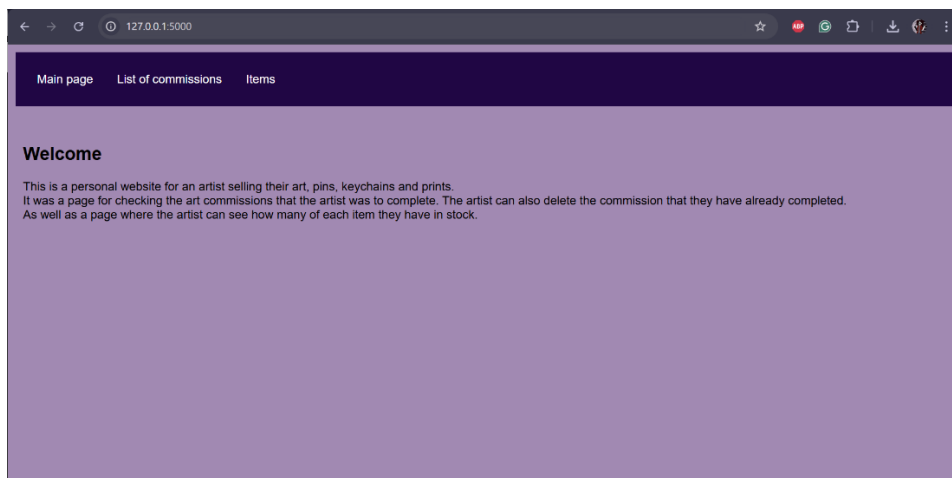 127.0.0.1:5000
ABP
Main page List of commissions Items
Welcome
This is a personal website for an artist selling their art, pins, keychains and prints.
It was a page for checking the art commissions that the artist was to complete. The artist can also delete the commission that they have already completed.
As well as a page where the artist can see how many of each item they have in stock.